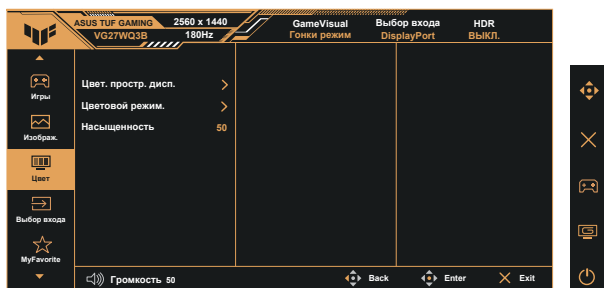 ASUS TUF GAMING 2560 x 1440
VG27WQ3B 180Hz
GameVisual Выбор входа HDR
Гонки режим DisplayPort ВЫКЛ.
Игры
Изображ.
Цвет
Выбор входа
MyFavorite
Цвет. простр. дисп.
Цветовой режим.
Насыщенность 50
Громкость 50
Back Enter Exit